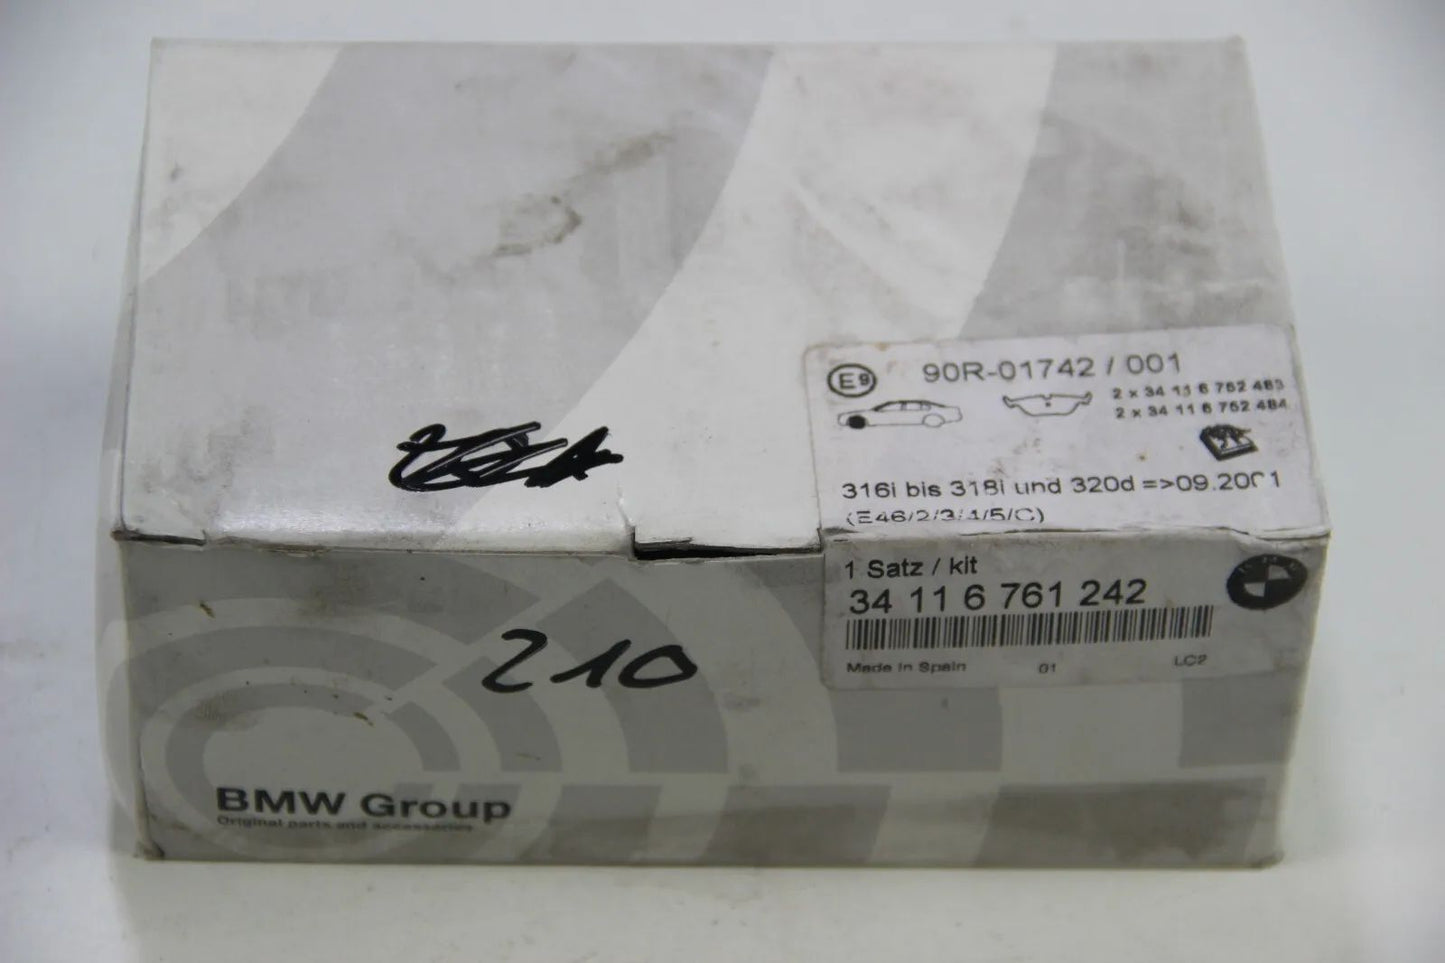 E9 90R-01742 / 001
2 x 34 11 6 762 483
2 x 34 11 6 762 484
316i bis 318i und 320d =>09.2001
(E46/2/3/4/5/C)
1 Satz / kit
34 11 6 761 242
Made in Spain 01 LC2
210
BMW Group
Original parts and accessories